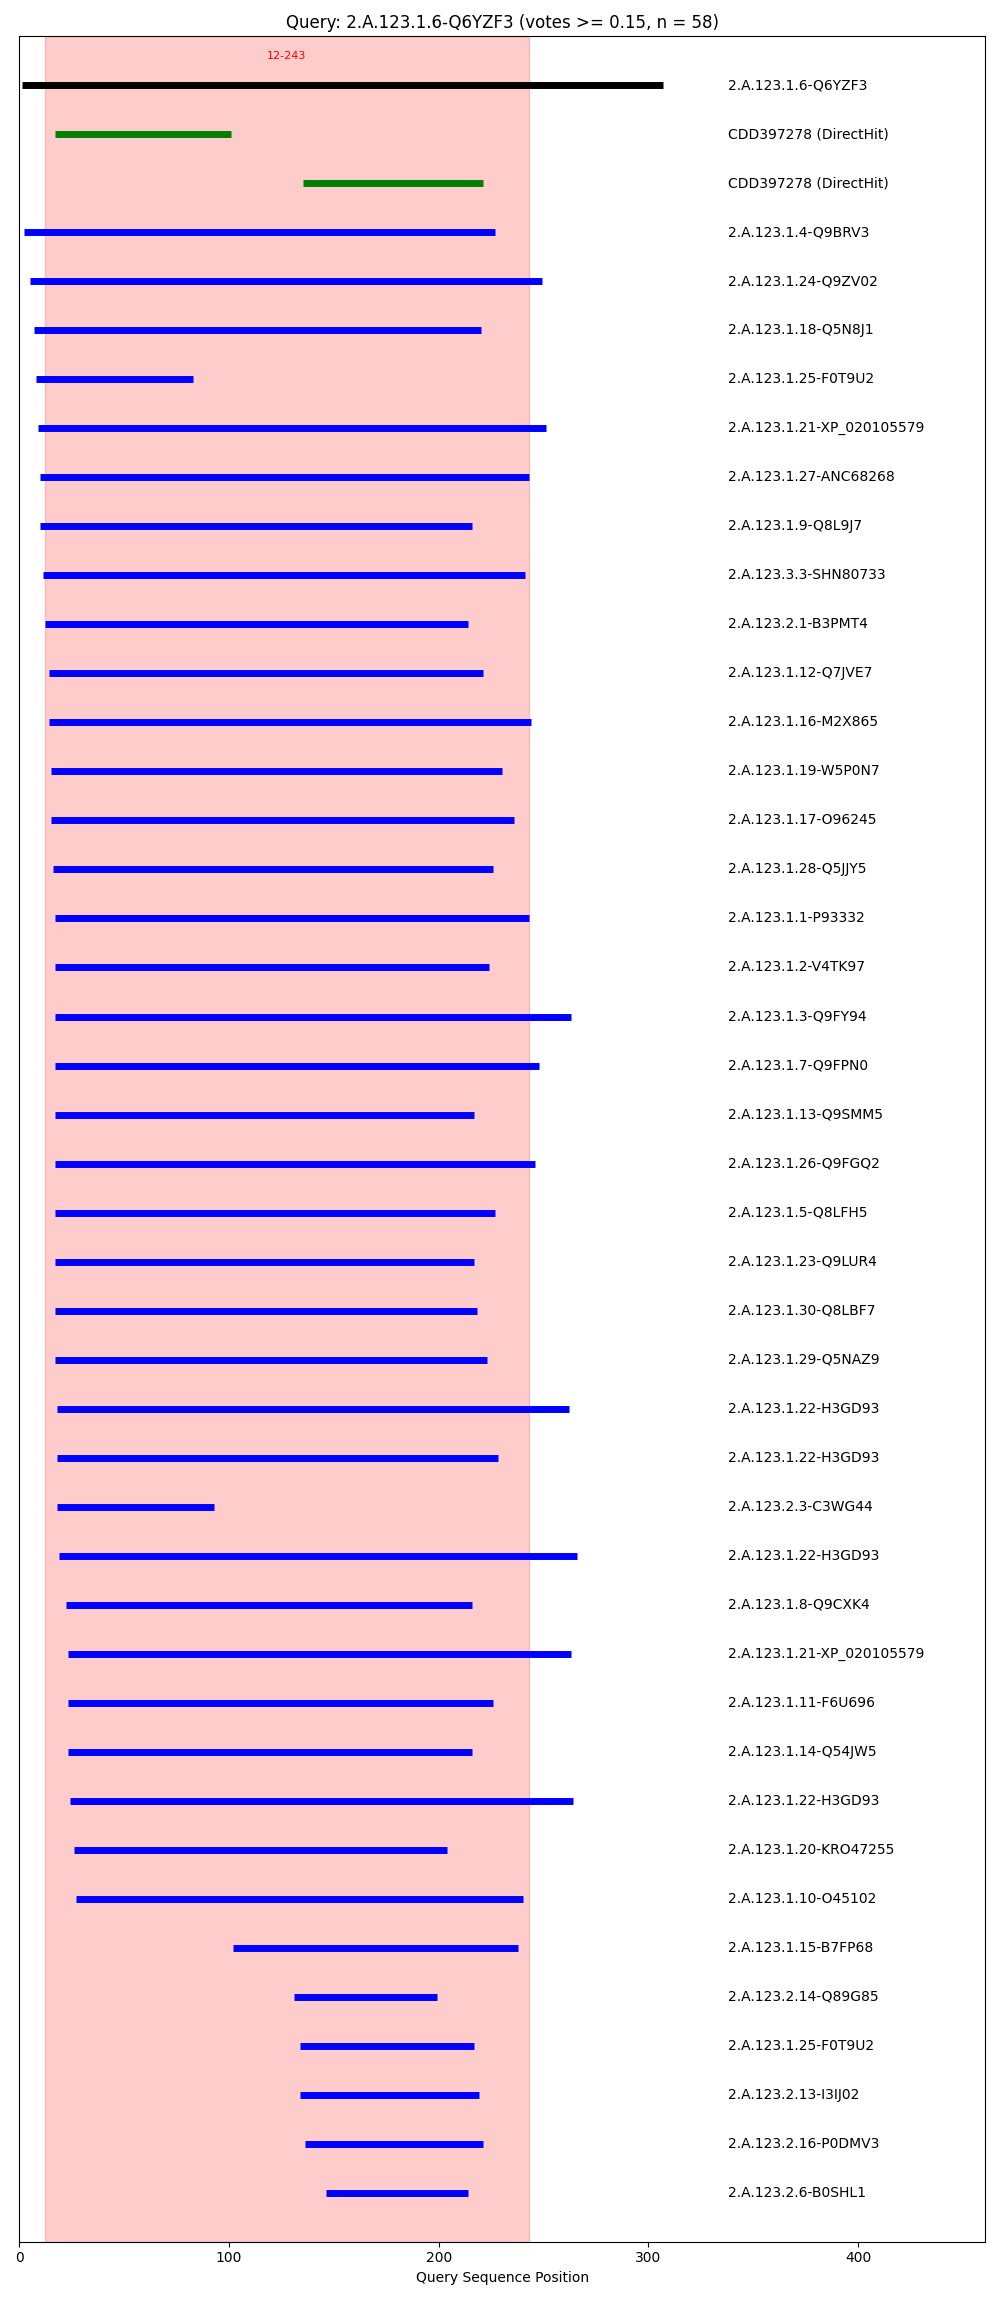 Query: 2.A.123.1.6-Q6YZF3 (votes >= 0.15, n = 58)
12-243
2.A.123.1.6-Q6YZF3
CDD397278 (DirectHit)
CDD397278 (DirectHit)
2.A.123.1.4-Q9BRV3
2.A.123.1.24-Q9ZV02
2.A.123.1.18-Q5N8J1
2.A.123.1.25-F0T9U2
2.A.123.1.21-XP_020105579
2.A.123.1.27-ANC68268
2.A.123.1.9-Q8L9J7
2.A.123.3.3-SHN80733
2.A.123.2.1-B3PMT4
2.A.123.1.12-Q7JVE7
2.A.123.1.16-M2X865
2.A.123.1.19-W5P0N7
2.A.123.1.17-O96245
2.A.123.1.28-Q5JJY5
2.A.123.1.1-P93332
2.A.123.1.2-V4TK97
2.A.123.1.3-Q9FY94
2.A.123.1.7-Q9FPN0
2.A.123.1.13-Q9SMM5
2.A.123.1.26-Q9FGQ2
2.A.123.1.5-Q8LFH5
2.A.123.1.23-Q9LUR4
2.A.123.1.30-Q8LBF7
2.A.123.1.29-Q5NAZ9
2.A.123.1.22-H3GD93
2.A.123.1.22-H3GD93
2.A.123.2.3-C3WG44
2.A.123.1.22-H3GD93
2.A.123.1.8-Q9CXK4
2.A.123.1.21-XP_020105579
2.A.123.1.11-F6U696
2.A.123.1.14-Q54JW5
2.A.123.1.22-H3GD93
2.A.123.1.20-KRO47255
2.A.123.1.10-O45102
2.A.123.1.15-B7FP68
2.A.123.2.14-Q89G85
2.A.123.1.25-F0T9U2
2.A.123.2.13-I3IJ02
2.A.123.2.16-P0DMV3
2.A.123.2.6-B0SHL1
0 100 200 300 400
Query Sequence Position